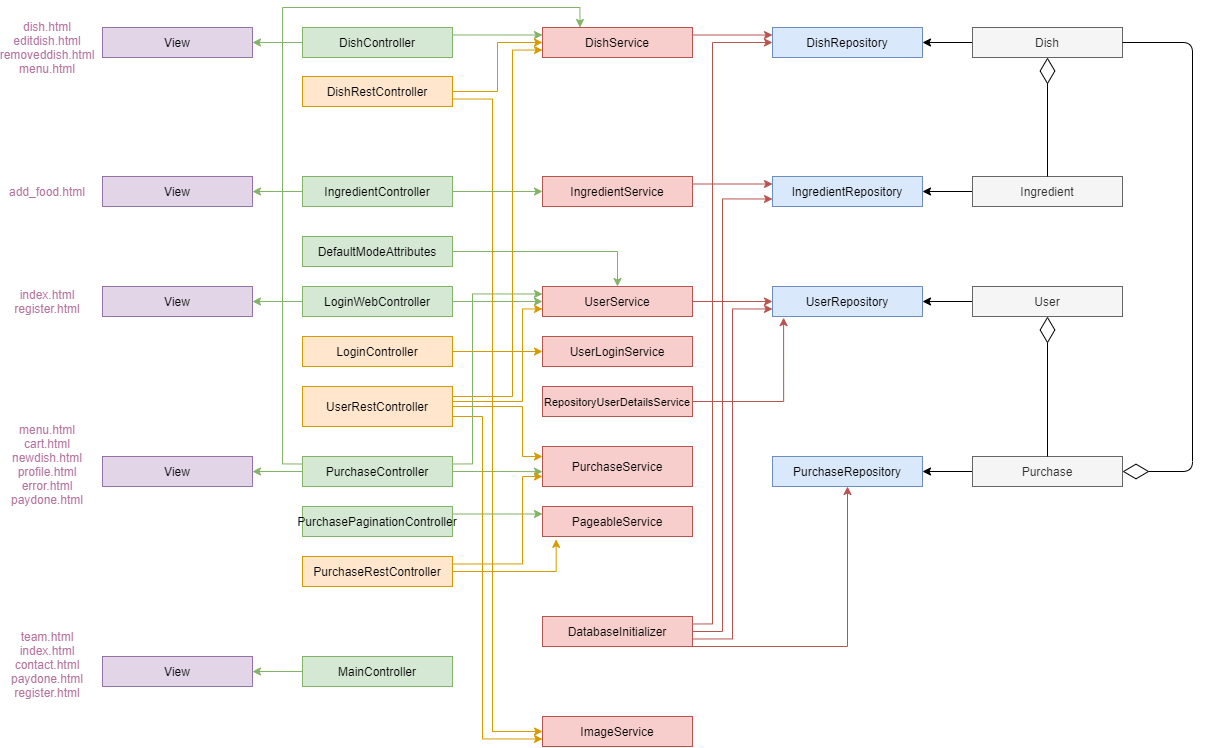 dish.html
editdish.html
removeddish.html
menu.html
View
DishController
DishService
DishRepository
Dish
DishRestController
add_food.html
View
IngredientController
IngredientService
IngredientRepository
Ingredient
DefaultModeAttributes
index.html
register.html
View
LoginWebController
UserService
UserRepository
User
LoginController
UserLoginService
UserRestController
RepositoryUserDetailsService
menu.html
cart.html
newdish.html
profile.html
error.html
paydone.html
View
PurchaseController
PurchaseService
PurchaseRepository
Purchase
PurchasePaginationController
PageableService
PurchaseRestController
DatabaseInitializer
team.html
index.html
contact.html
paydone.html
register.html
View
MainController
ImageService